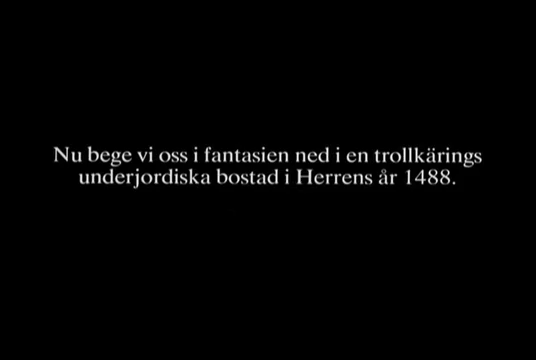 Nu bege vi oss i fantasien ned i en trollkärings
underjordiska bostad i Herrens år 1488.